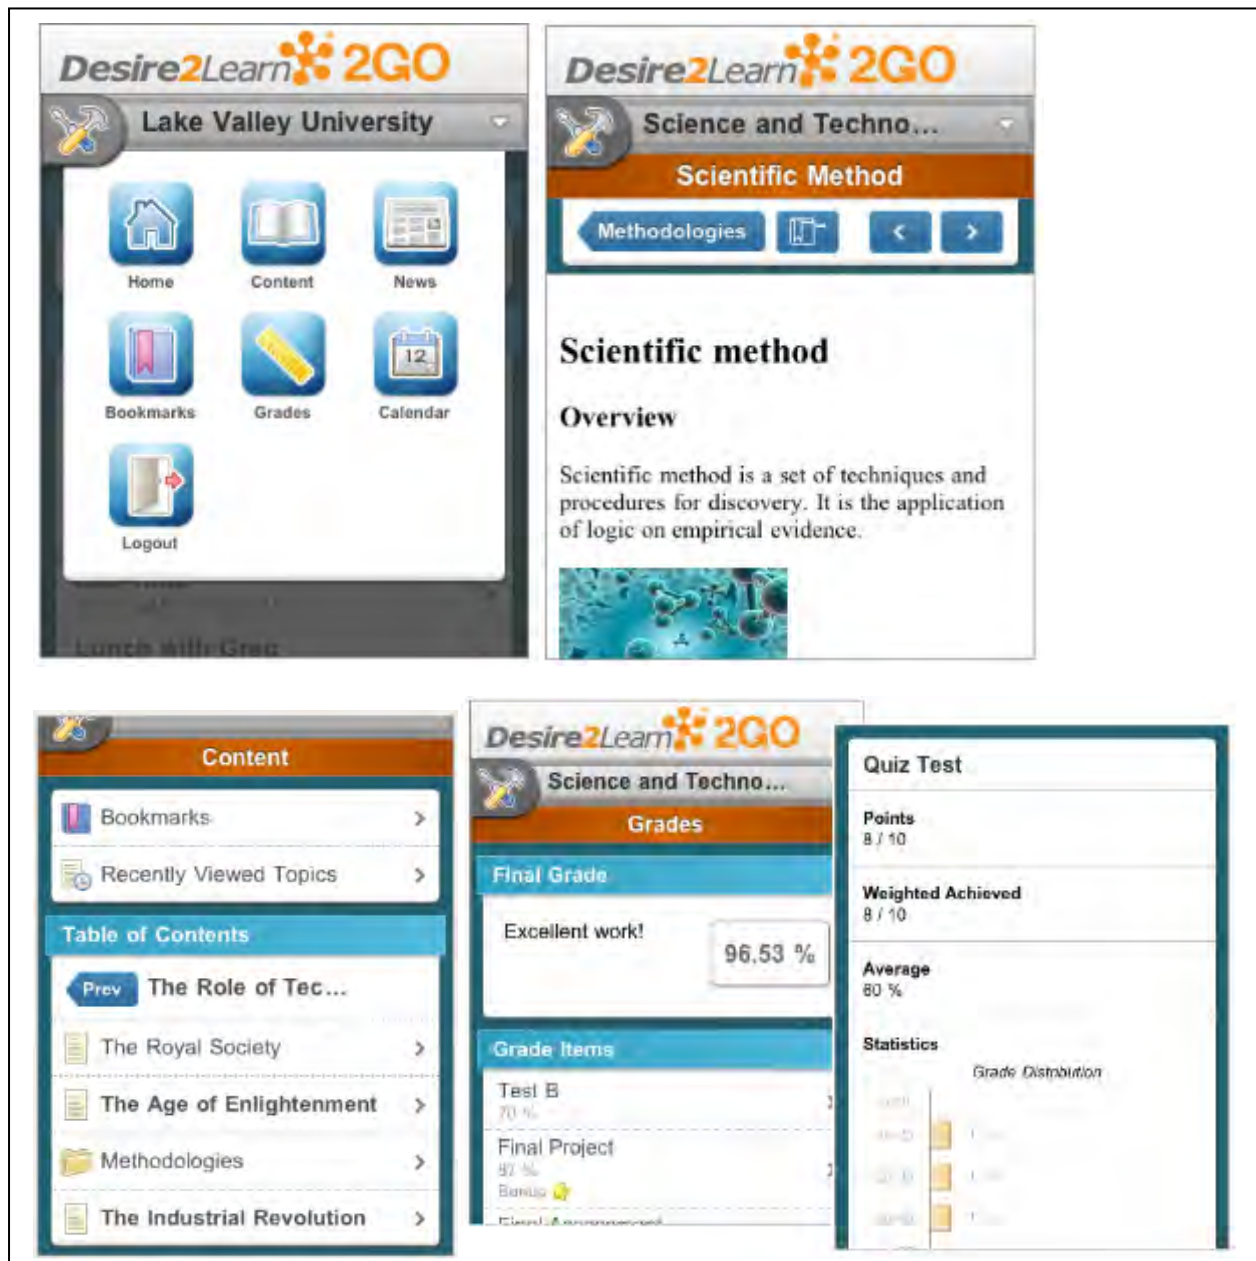 Desire2Learn 2GO
Lake Valley University
Home Content News
Bookmarks Grades Calendar
12
Logout
Lunch with Greg
Desire2Learn 2GO
Science and Techno...
Scientific Method
Methodologies < >
Scientific method
Overview
Scientific method is a set of techniques and
procedures for discovery. It is the application
of logic on empirical evidence.
Content
Bookmarks
Recently Viewed Topics
Table of Contents
Prev The Role of Tec...
The Royal Society
The Age of Enlightenment
Methodologies
The Industrial Revolution
Desire2Learn 2GO
Science and Techno...
Grades
Final Grade
Excellent work!
96.53 %
Grade Items
Test B
70 %
Final Project
Bonus
Quiz Test
Points
8 / 10
Weighted Achieved
8 / 10
Average
Statistics
Grade Distribution